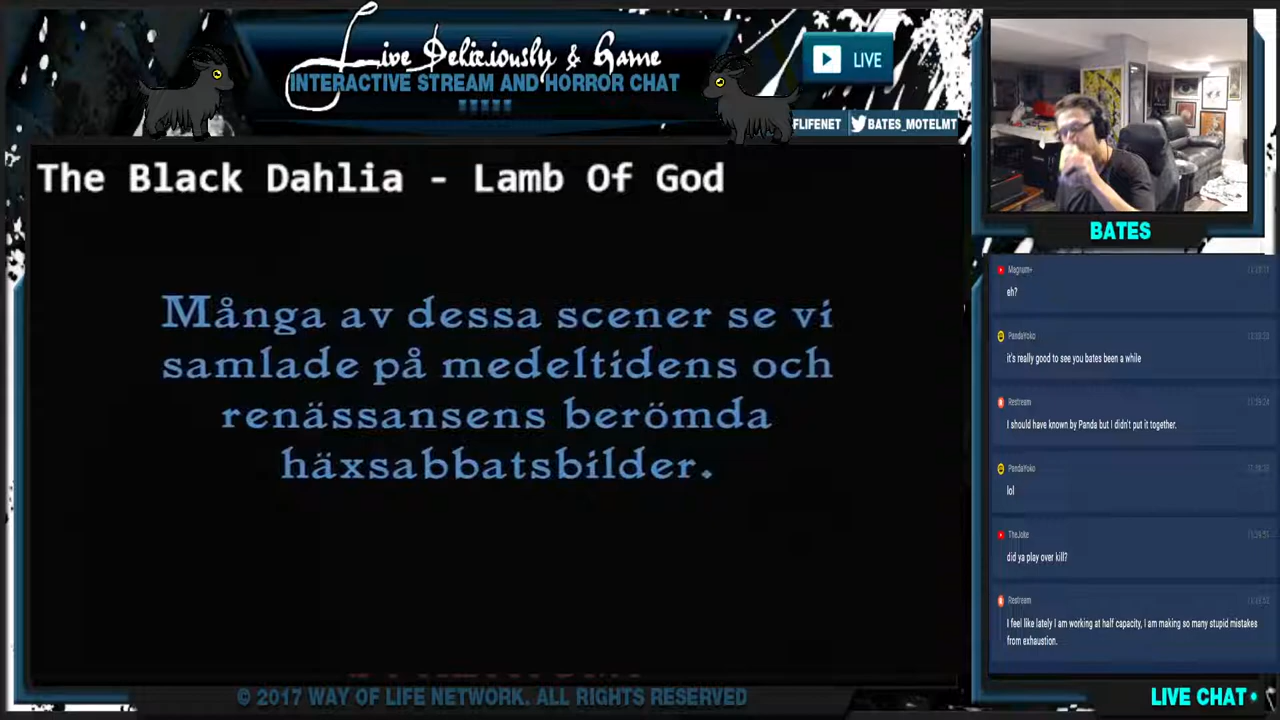 Live Deliciously & Game
INTERACTIVE STREAM AND HORROR CHAT
LIVE
FLIFENET
BATES_MOTELMT
The Black Dahlia - Lamb Of God
Många av dessa scener se vi
samlade på medeltidens och
renässansens berömda
häxsabbatsbilder.
© 2017 WAY OF LIFE NETWORK. ALL RIGHTS RESERVED
BATES
Magnum+
eh?
PandaYoko
it's really good to see you bates been a while
Restream
I should have known by Panda but I didn't put it together.
PandaYoko
lol
TheJoke
did ya play over kill?
Restream
I feel like lately I am working at half capacity, I am making so many stupid mistakes
from exhaustion.
LIVE CHAT